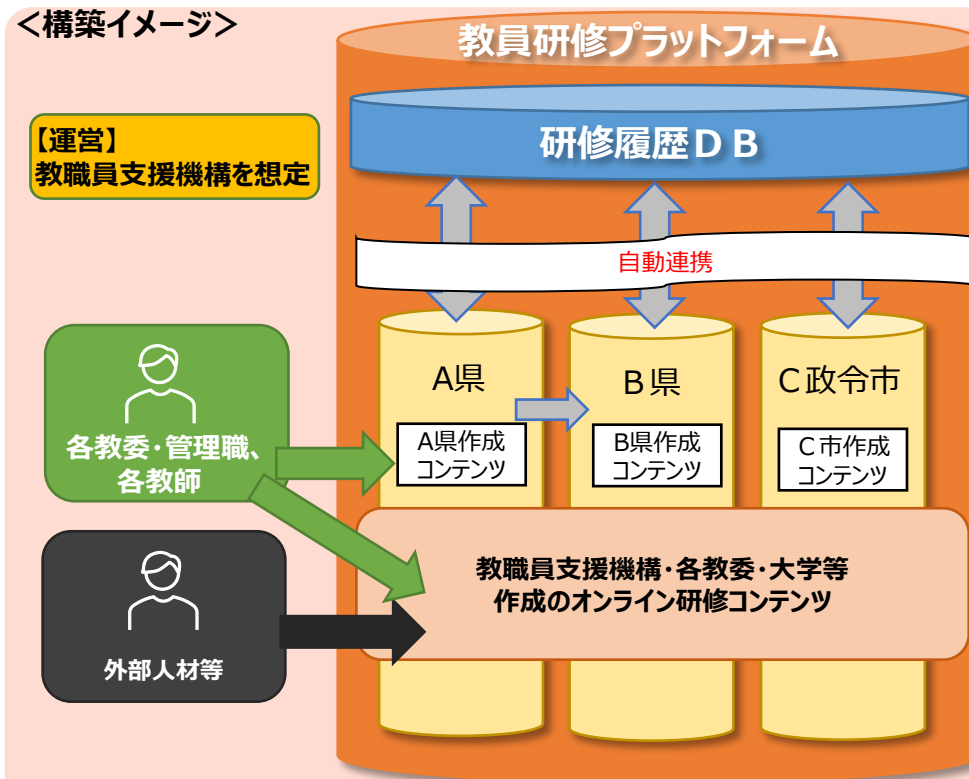 ＜構築イメージ＞
教員研修プラットフォーム
研修履歴ＤＢ
【運営】
教職員支援機構を想定
自動連携
A県
Ｂ県
Ｃ政令市
A県作成
コンテンツ
B県作成
コンテンツ
Ｃ市作成
コンテンツ
各教委・管理職、
各教師
教職員支援機構・各教委・大学等
作成のオンライン研修コンテンツ
外部人材等